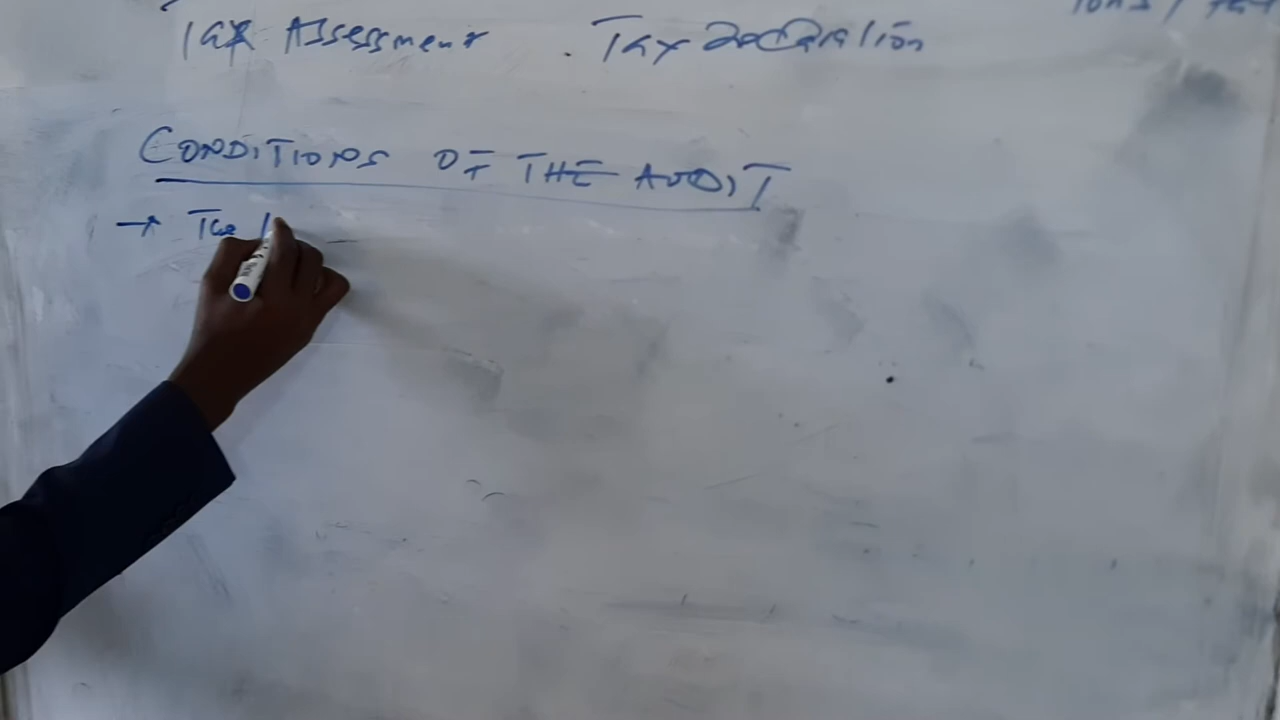 Tax Assessment . Tax Declaration
CONDITIONS OF THE AUDIT
→ The